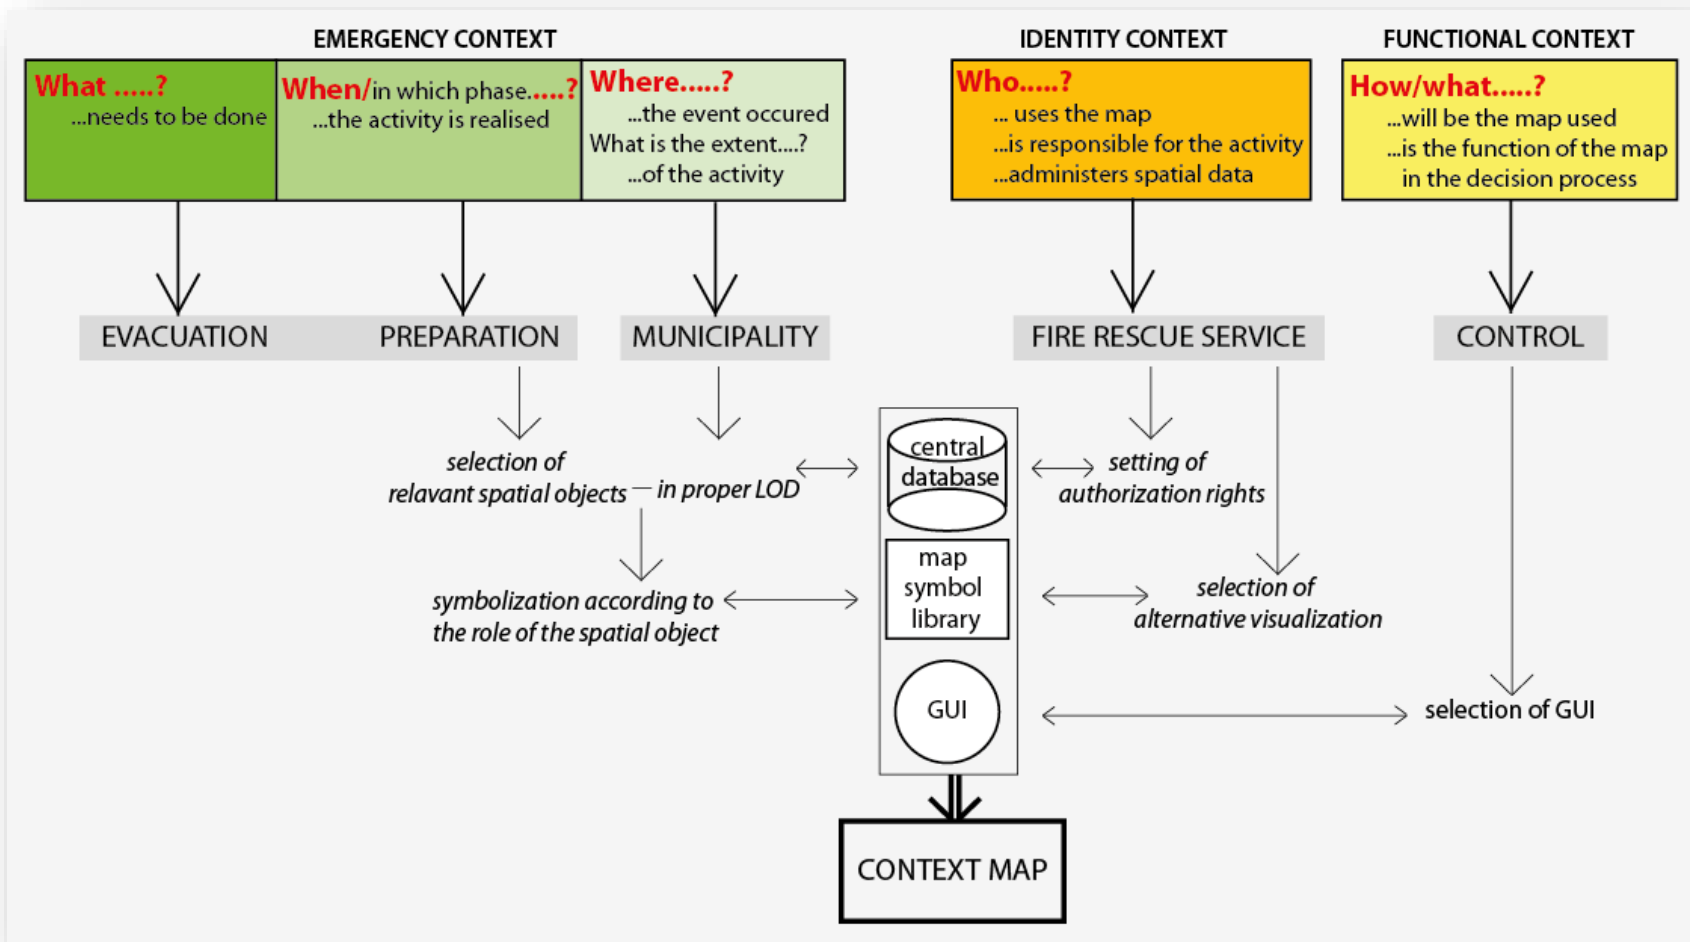 EMERGENCY CONTEXT
IDENTITY CONTEXT
FUNCTIONAL CONTEXT
What .....?
...needs to be done
When/in which phase.....?
...the activity is realised
Where.....?
...the event occured
What is the extent....?
...of the activity
Who.....?
... uses the map
...is responsible for the activity
...administers spatial data
How/what.....?
...will be the map used
...is the function of the map
in the decision process
EVACUATION
PREPARATION
MUNICIPALITY
FIRE RESCUE SERVICE
CONTROL
selection of
relavant spatial objects
in proper LOD
central
database
setting of
authorization rights
symbolization according to
the role of the spatial object
map
symbol
library
selection of
alternative visualization
GUI
selection of GUI
CONTEXT MAP